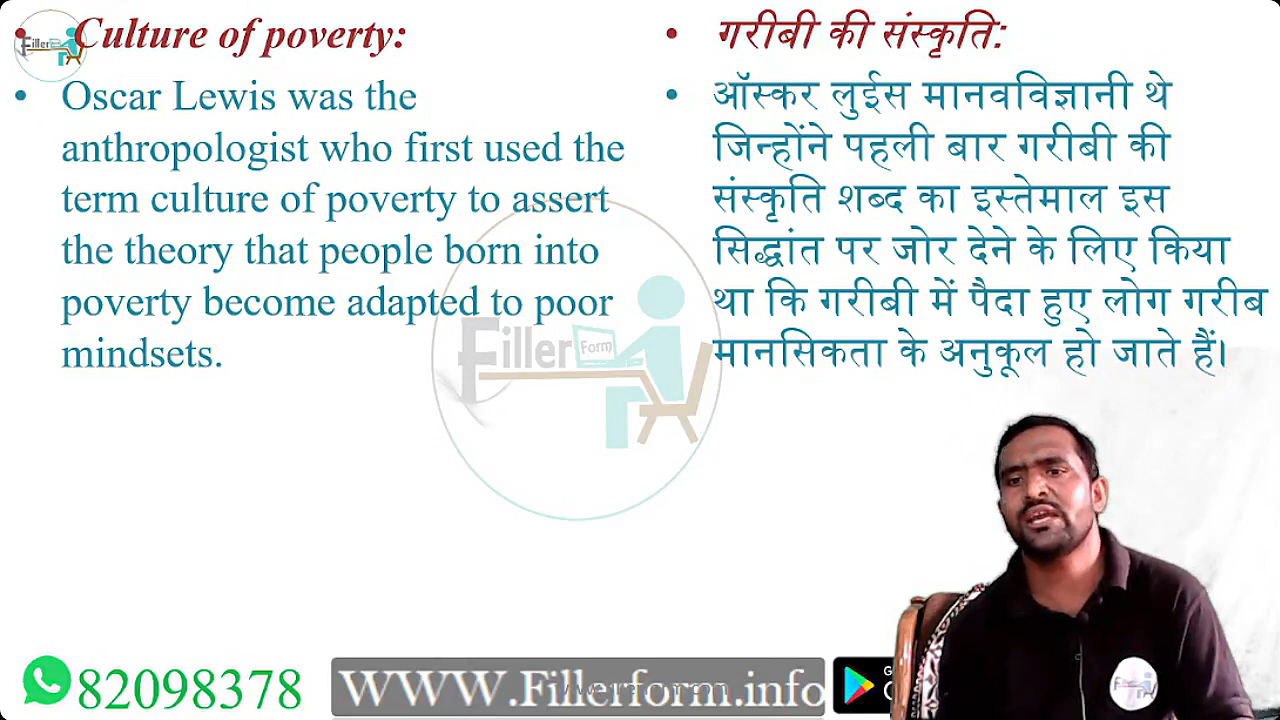 Culture of poverty:
Oscar Lewis was the
anthropologist who first used the
term culture of poverty to assert
the theory that people born into
poverty become adapted to poor
mindsets.
गरीबी की संस्कृति:
ऑस्कर लुईस मानवविज्ञानी थे
जिन्होंने पहली बार गरीबी की
संस्कृति शब्द का इस्तेमाल इस
सिद्धांत पर जोर देने के लिए किया
था कि गरीबी में पैदा हुए लोग गरीब
मानसिकता के अनुकूल हो जाते हैं।
Filler Form
82098378
WWW.Fillerform.info